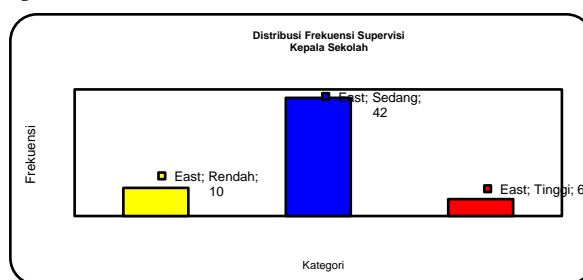 Distribusi Frekuensi Supervisi
Kepala Sekolah
East; Sedang;
42
East; Rendah;
10
East; Tinggi; 6
Frekuensi
Kategori